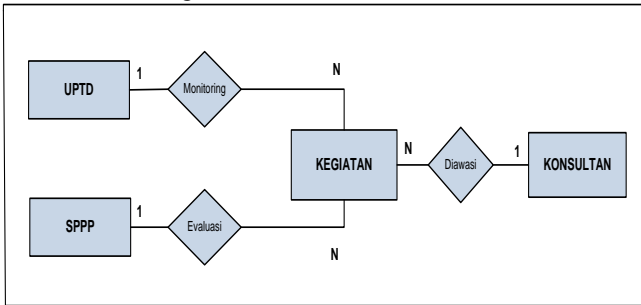 1
N
UPTD
Monitoring
KEGIATAN
N
Diawasi
1
KONSULTAN
1
SPPP
Evaluasi
N